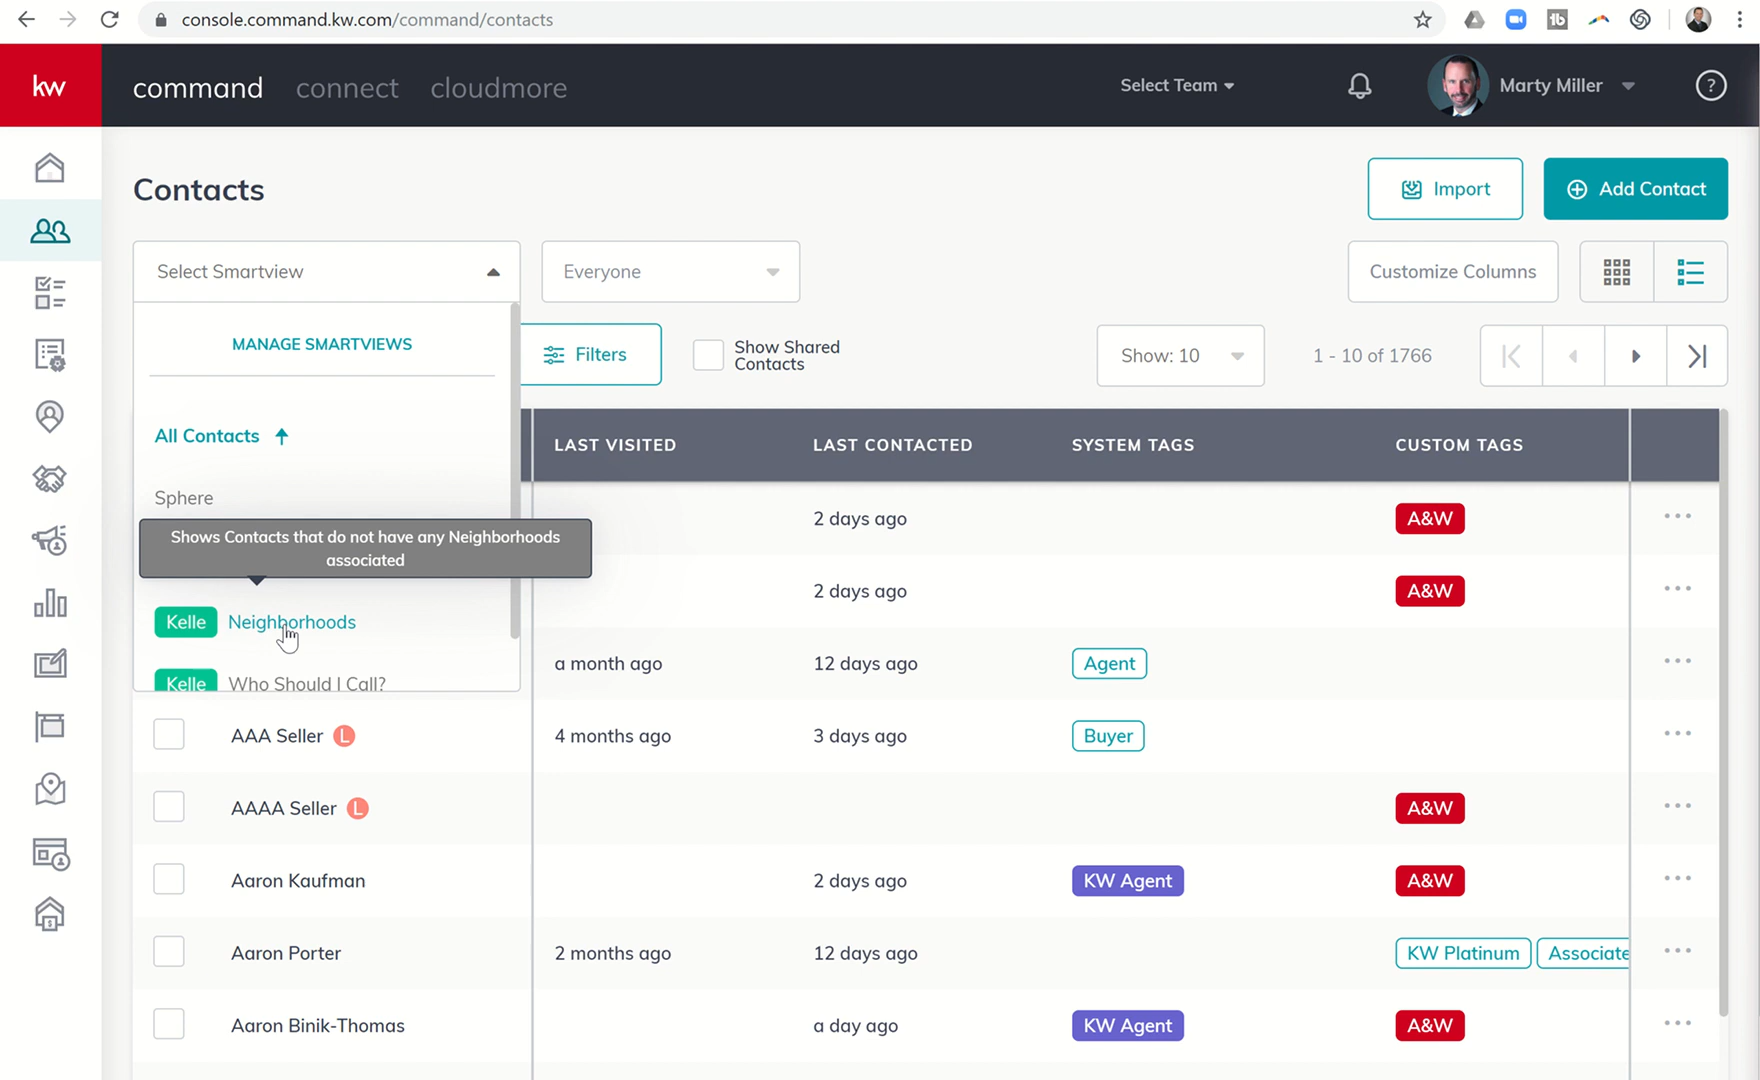 console.command.kw.com/command/contacts
kw
command
connect
cloudmore
Select Team
Marty Miller
?
Contacts
Import
Add Contact
Select Smartview
Everyone
Customize Columns
MANAGE SMARTVIEWS
Filters
Show Shared
Contacts
Show: 10
1 - 10 of 1766
All Contacts
LAST VISITED
LAST CONTACTED
SYSTEM TAGS
CUSTOM TAGS
Sphere
2 days ago
A&W
Shows Contacts that do not have any Neighborhoods
associated
2 days ago
A&W
Kelle
Neighborhoods
a month ago
12 days ago
Agent
Kelle
Who Should I Call?
AAA Seller L
4 months ago
3 days ago
Buyer
AAAA Seller L
A&W
Aaron Kaufman
2 days ago
KW Agent
A&W
Aaron Porter
2 months ago
12 days ago
KW Platinum
Associate
Aaron Binik-Thomas
a day ago
KW Agent
A&W